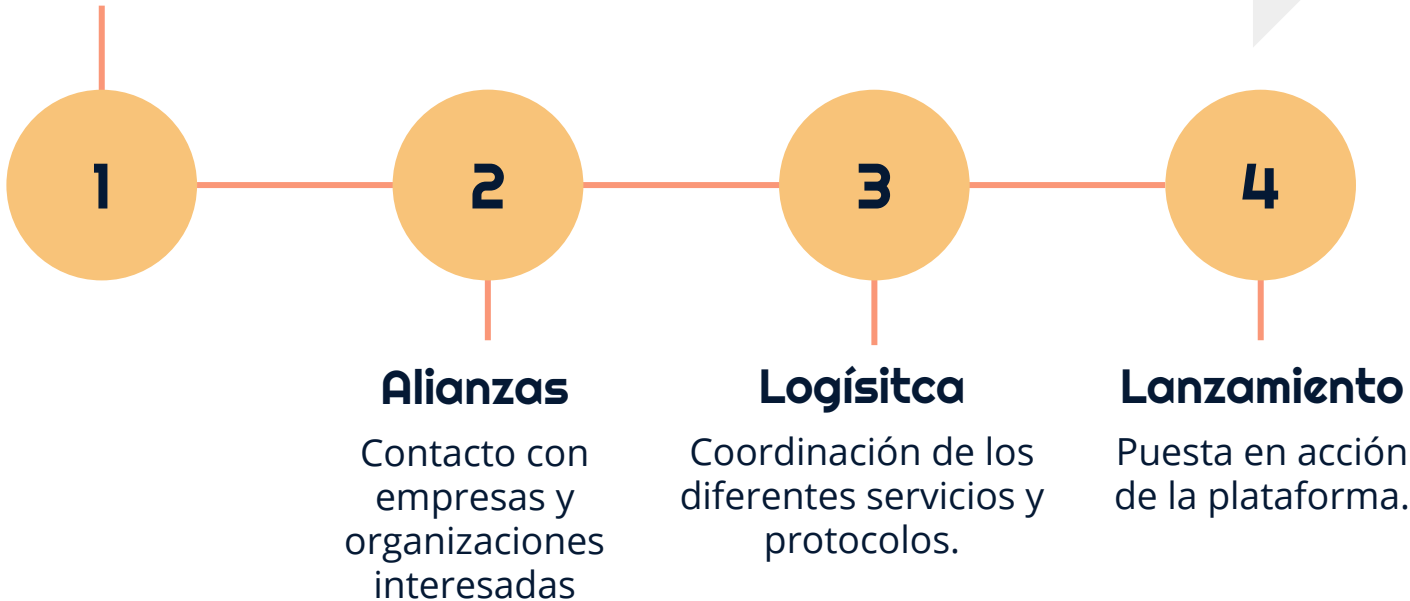 1
2
3
4
Alianzas
Contacto con
empresas y
organizaciones
interesadas
Logísitca
Coordinación de los
diferentes servicios y
protocolos.
Lanzamiento
Puesta en acción
de la plataforma.